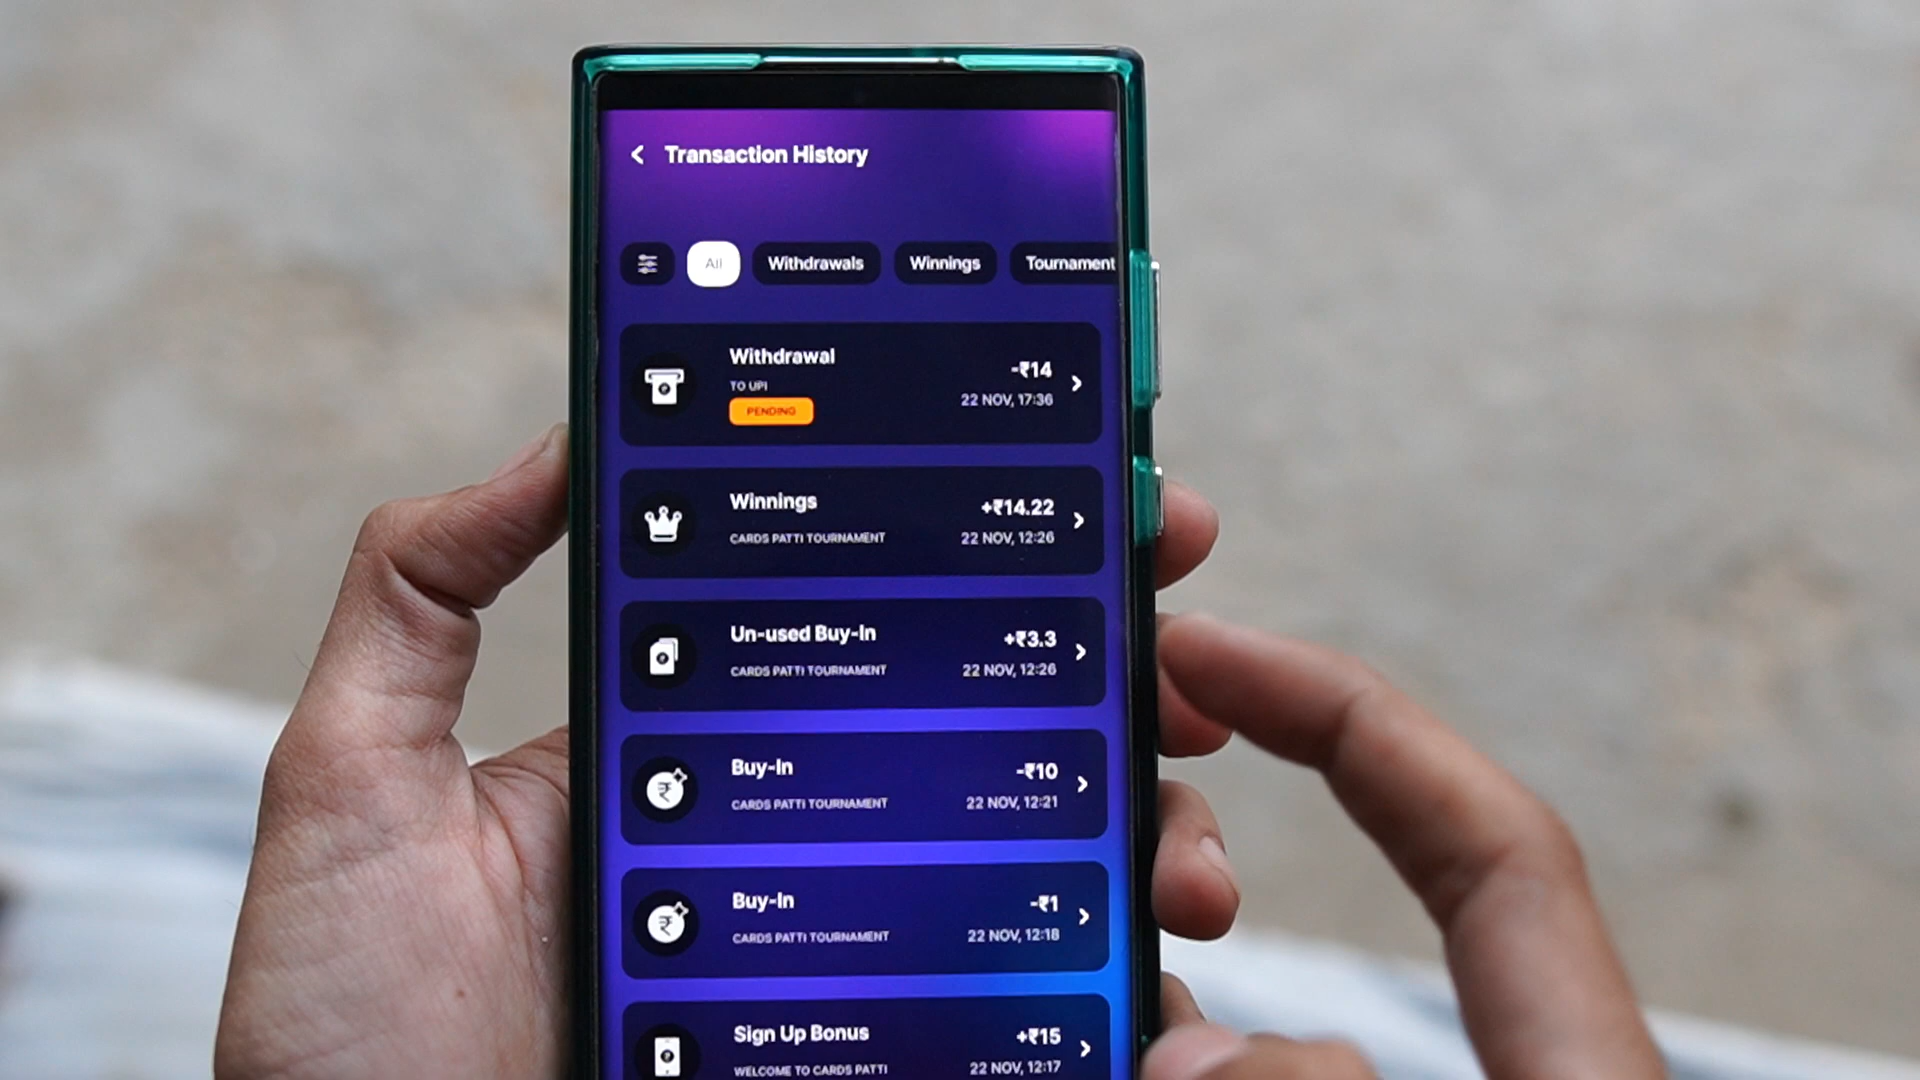 Transaction History
All Withdrawals Winnings Tournament
Withdrawal
-₹14
TO UPI
22 NOV, 17:36
PENDING
Winnings
+₹14.22
CARDS PATTI TOURNAMENT
22 NOV, 12:26
Un-used Buy-In
+₹3.3
CARDS PATTI TOURNAMENT
22 NOV, 12:26
Buy-In
-₹10
CARDS PATTI TOURNAMENT
22 NOV, 12:21
Buy-In
-₹1
CARDS PATTI TOURNAMENT
22 NOV, 12:18
Sign Up Bonus
+₹15
WELCOME TO CARDS PATTI
22 NOV, 12:17